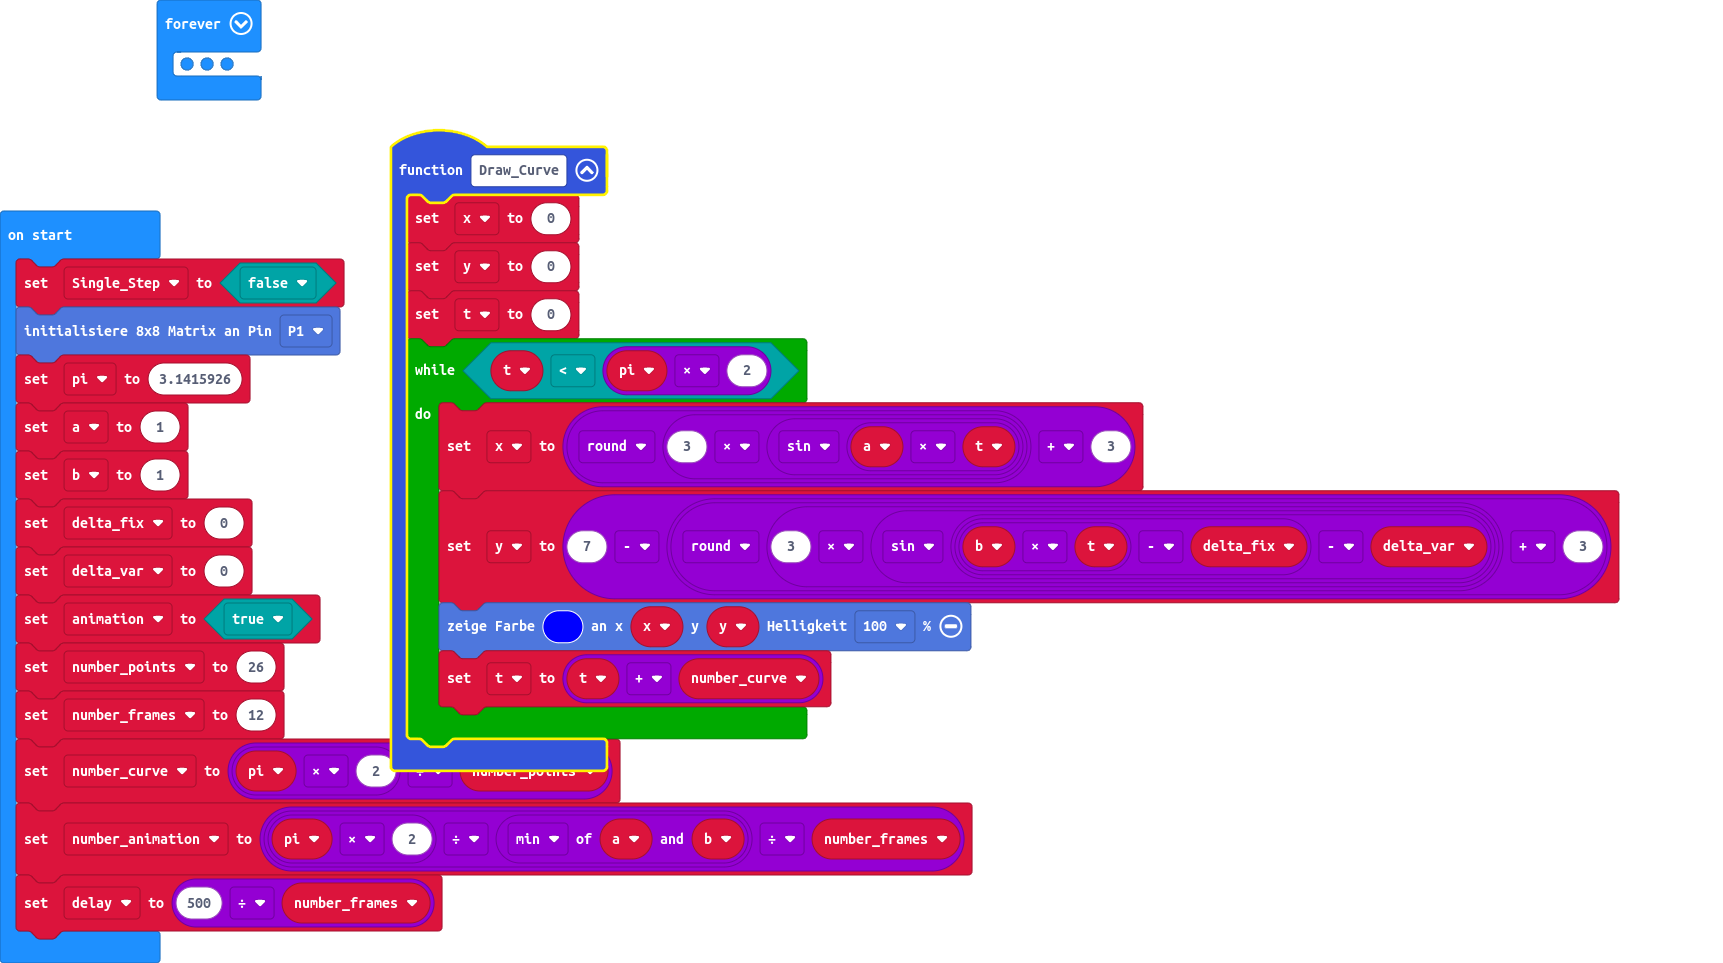 forever
function Draw_Curve
set x to 0
set y to 0
set t to 0
while t < pi × 2
do
set x to round 3 × sin a × t + 3
set y to 7 - round 3 × sin b × t - delta_fix - delta_var + 3
zeige Farbe an x x y y Helligkeit 100 %
set t to t + number_curve
on start
set Single_Step to false
initialisiere 8x8 Matrix an Pin P1
set pi to 3.1415926
set a to 1
set b to 1
set delta_fix to 0
set delta_var to 0
set animation to true
set number_points to 26
set number_frames to 12
set number_curve to pi × 2 ÷ number_points
set number_animation to pi × 2 ÷ min of a and b ÷ number_frames
set delay to 500 ÷ number_frames